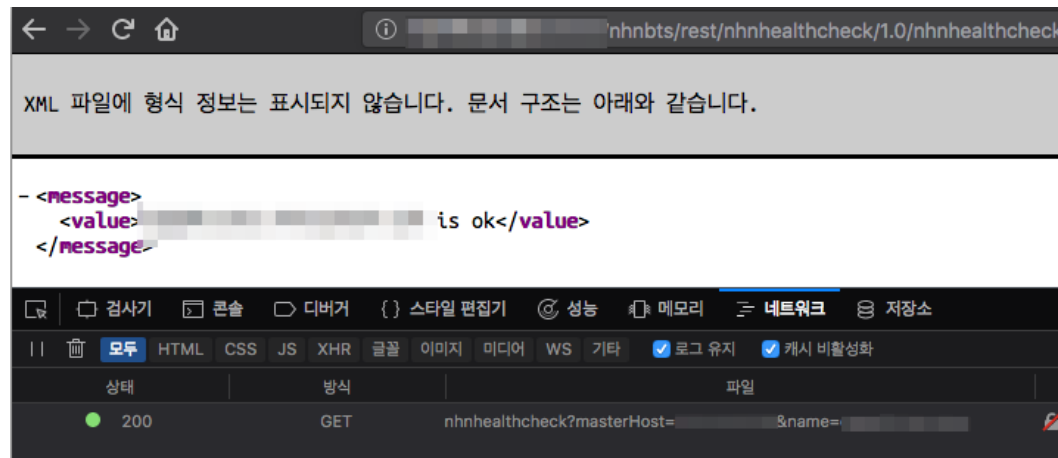 /nhnbts/rest/nhnhealthcheck/1.0/nhnhealthcheck
XML 파일에 형식 정보는 표시되지 않습니다. 문서 구조는 아래와 같습니다.
- <message>
<value> is ok</value>
</message>
검사기 콘솔 디버거 {} 스타일 편집기 성능 메모리 네트워크 저장소
모두 HTML CSS JS XHR 글꼴 이미지 미디어 WS 기타 로그 유지 캐시 비활성화
상태 방식 파일
200 GET nhnhealthcheck?masterHost= &name=